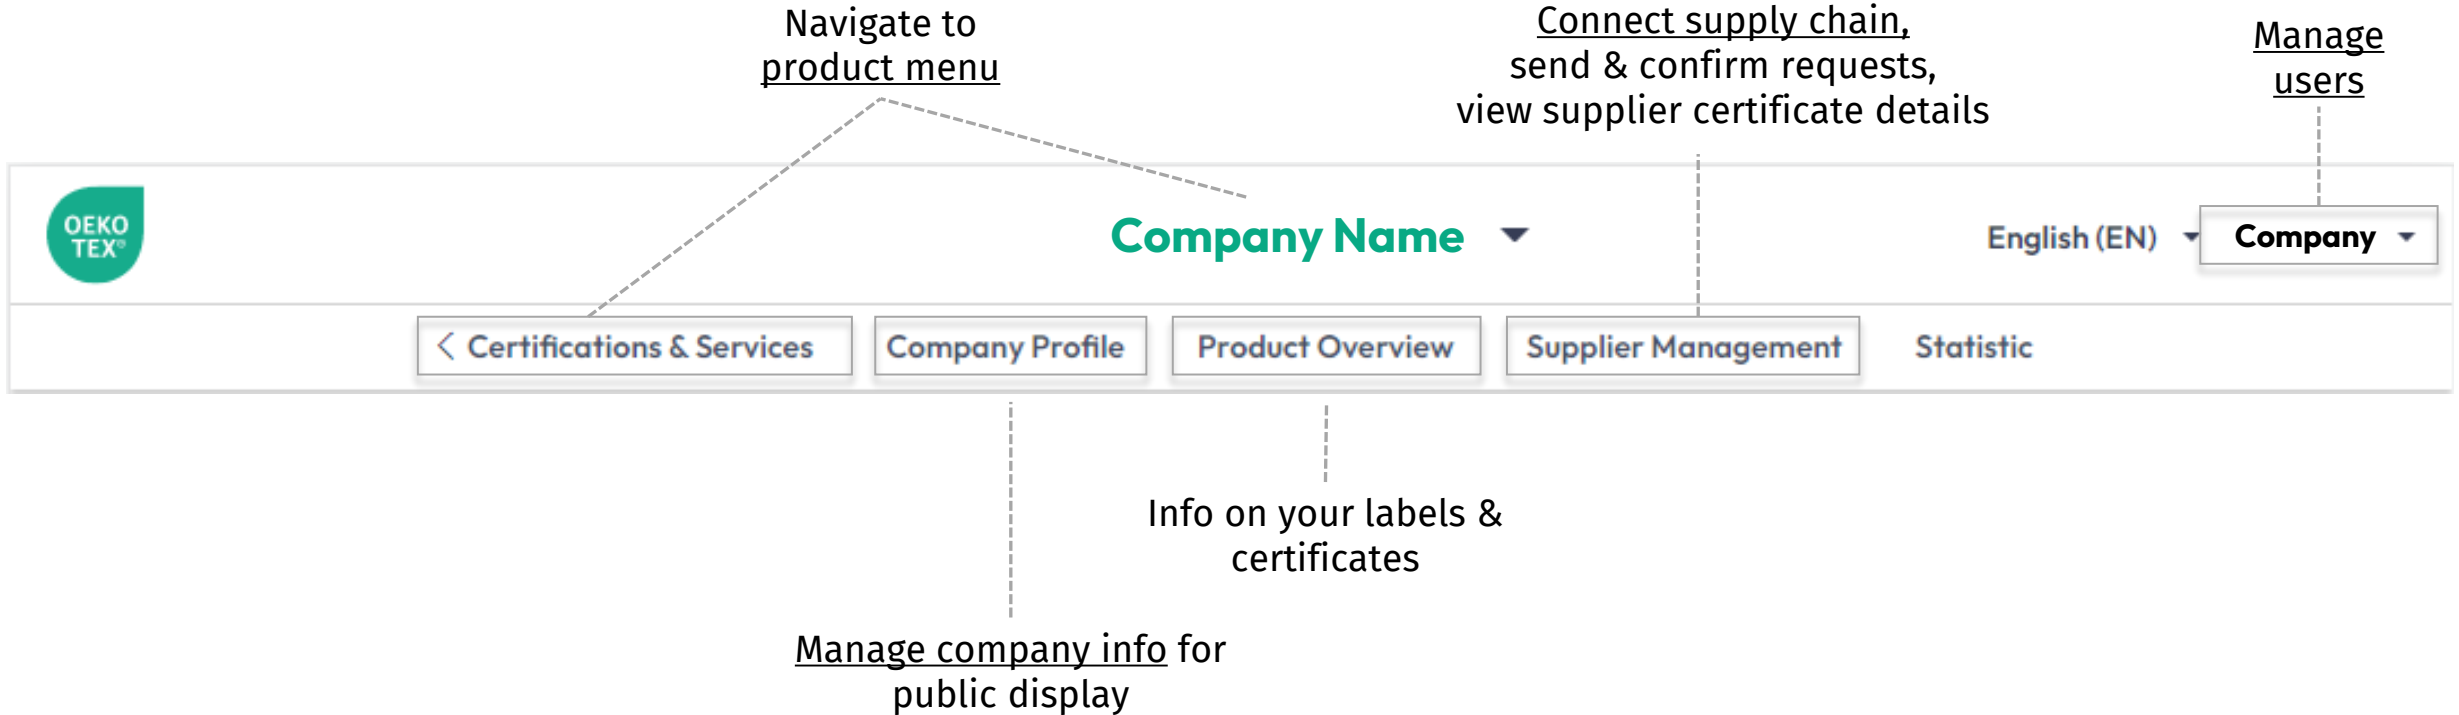 Navigate to
product menu
Connect supply chain,
send & confirm requests,
view supplier certificate details
Manage
users
OEKO
TEX®
Company Name
English (EN)
Company
< Certifications & Services
Company Profile
Product Overview
Supplier Management
Statistic
Info on your labels &
certificates
Manage company info for
public display